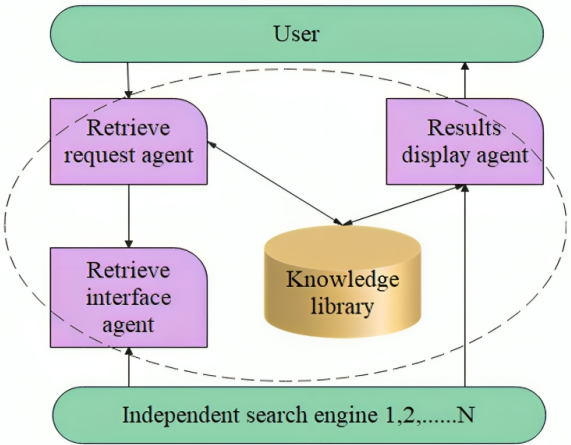 User
Retrieve
request agent
Results
display agent
Retrieve
interface
agent
Knowledge
library
Independent search engine 1,2,......N